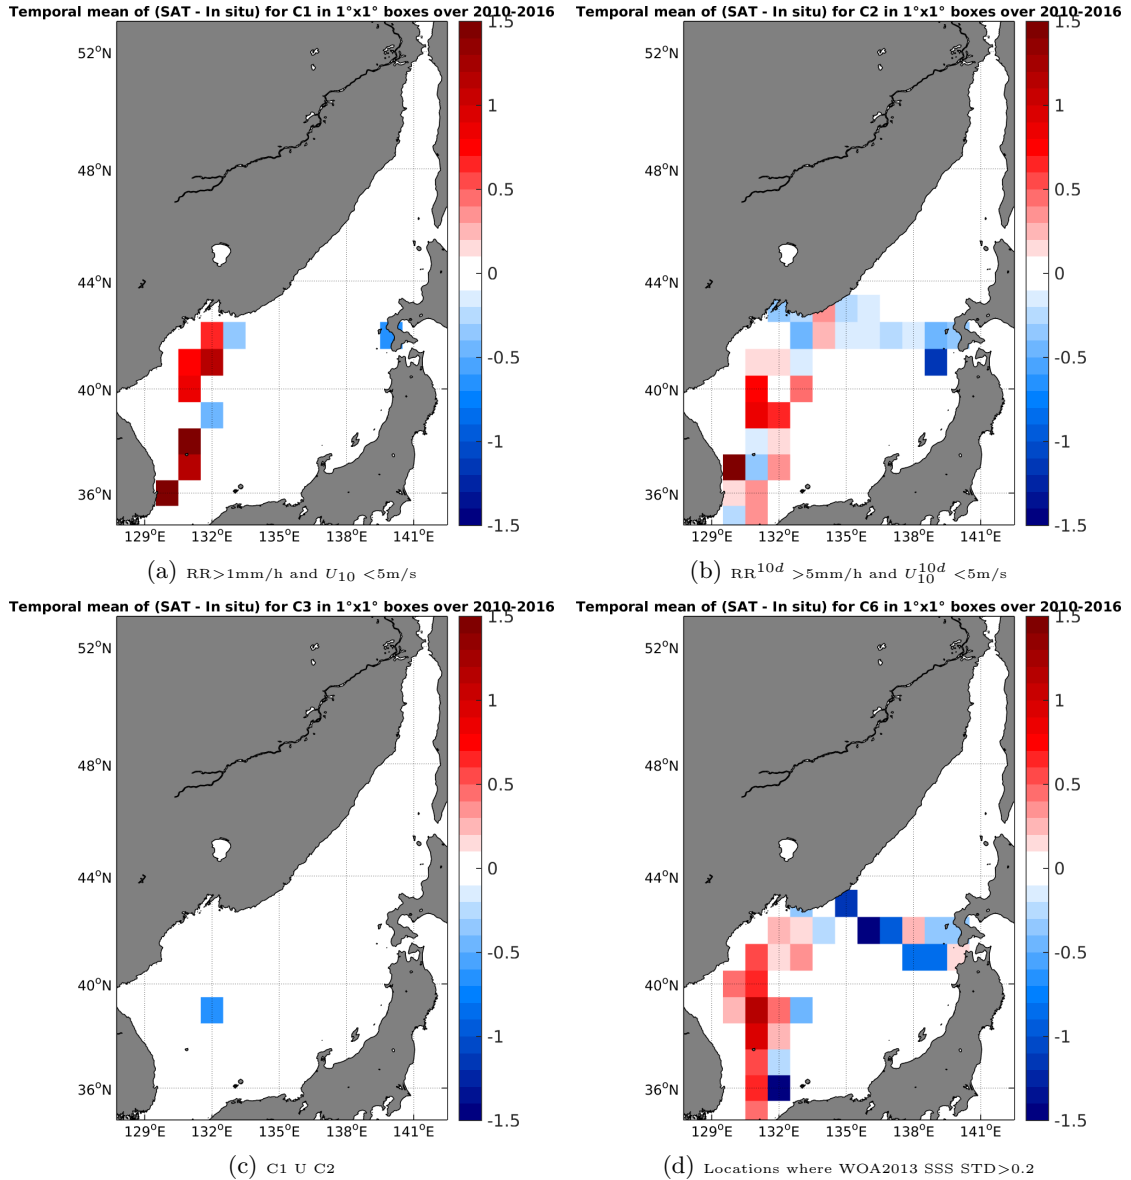 Temporal mean of (SAT - In situ) for C1 in 1°x1° boxes over 2010-2016
52°N
48°N
44°N
40°N
36°N
129°E 132°E 135°E 138°E 141°E
1.5
1
0.5
0
-0.5
-1
-1.5
(a) RR>1mm/h and U10 <5m/s
Temporal mean of (SAT - In situ) for C2 in 1°x1° boxes over 2010-2016
52°N
48°N
44°N
40°N
36°N
129°E 132°E 135°E 138°E 141°E
1.5
1
0.5
0
-0.5
-1
-1.5
(b) RR^10d >5mm/h and U10^10d <5m/s
Temporal mean of (SAT - In situ) for C3 in 1°x1° boxes over 2010-2016
52°N
48°N
44°N
40°N
36°N
129°E 132°E 135°E 138°E 141°E
1.5
1
0.5
0
-0.5
-1
-1.5
(c) C1 U C2
Temporal mean of (SAT - In situ) for C6 in 1°x1° boxes over 2010-2016
52°N
48°N
44°N
40°N
36°N
129°E 132°E 135°E 138°E 141°E
1.5
1
0.5
0
-0.5
-1
-1.5
(d) Locations where WOA2013 SSS STD>0.2